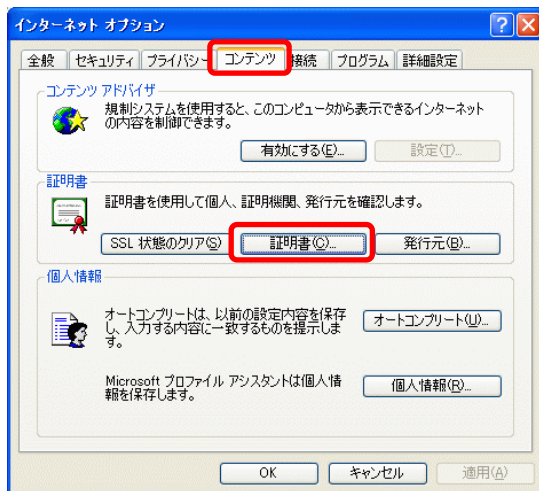 インターネット オプション
全般 セキュリティ プライバシー コンテンツ 接続 プログラム 詳細設定
コンテンツ アドバイザ
規制システムを使用すると、このコンピュータから表示できるインターネット
の内容を制御できます。
有効にする(E)... 設定(T)...
証明書
証明書を使用して個人、証明機関、発行元を確認します。
SSL 状態のクリア(S) 証明書(C)... 発行元(B)...
個人情報
オートコンプリートは、以前の設定内容を保存
し、入力する内容に一致するものを提示しま
す。
オートコンプリート(U)...
Microsoft プロファイル アシスタントは個人情
報を保存します。
個人情報(R)...
OK キャンセル 適用(A)